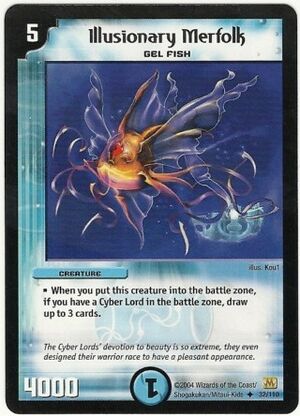 5
Illusionary Merfolk
GEL FISH
illus. Kou1
CREATURE
▪ When you put this creature into the battle zone,
if you have a Cyber Lord in the battle zone, draw
up to 3 cards.
The Cyber Lords' devotion to beauty is so extreme, they even
designed their warrior race to have a pleasant appearance.
4000
1
©2004 Wizards of the Coast/
Shogakukan/Mitsui-Kids ♦ 32/110